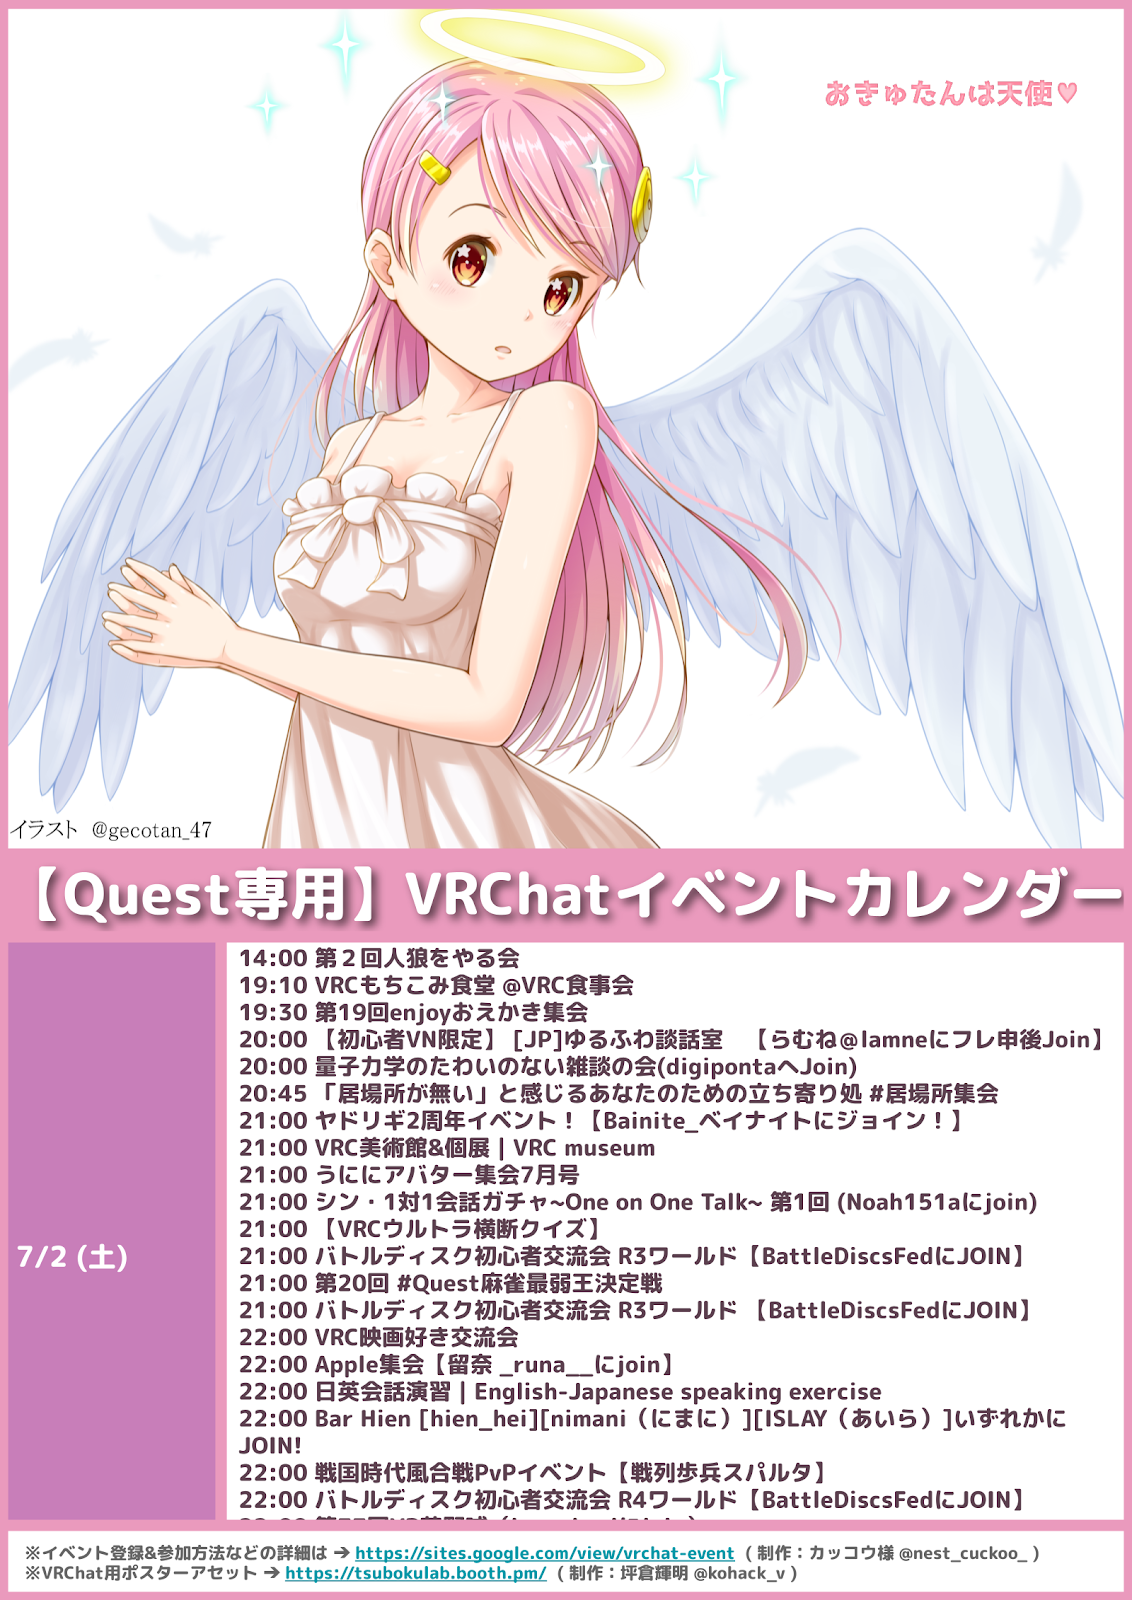 おきゅたんは天使♥
イラスト @gecotan_47
【Quest専用】VRChatイベントカレンダー
7/2 (土)
14:00 第２回人狼をやる会
19:10 VRCもちこみ食堂 @VRC食事会
19:30 第19回enjoyおえかき集会
20:00 【初心者VN限定】 [JP]ゆるふわ談話室　【らむね@lamneにフレ申後Join】
20:00 量子力学のたわいのない雑談の会(digipontaへJoin)
20:45 「居場所が無い」と感じるあなたのための立ち寄り処 #居場所集会
21:00 ヤドリギ2周年イベント！【Bainite_ベイナイトにジョイン！】
21:00 VRC美術館&個展 | VRC museum
21:00 うににアバター集会7月号
21:00 シン・1対1会話ガチャ~One on One Talk~ 第1回 (Noah151aにjoin)
21:00 【VRCウルトラ横断クイズ】
21:00 バトルディスク初心者交流会 R3ワールド【BattleDiscsFedにJOIN】
21:00 第20回 #Quest麻雀最弱王決定戦
21:00 バトルディスク初心者交流会 R3ワールド 【BattleDiscsFedにJOIN】
22:00 VRC映画好き交流会
22:00 Apple集会【留奈 _runa__にjoin】
22:00 日英会話演習 | English-Japanese speaking exercise
22:00 Bar Hien [hien_hei][nimani（にまに）][ISLAY（あいら）]いずれかに
JOIN!
22:00 戦国時代風合戦PvPイベント【戦列歩兵スパルタ】
22:00 バトルディスク初心者交流会 R4ワールド【BattleDiscsFedにJOIN】
※イベント登録&参加方法などの詳細は ➔ https://sites.google.com/view/vrchat-event ( 制作：カッコウ様 @nest_cuckoo_ )
※VRChat用ポスターアセット ➔ https://tsubokulab.booth.pm/ ( 制作：坪倉輝明 @kohack_v )